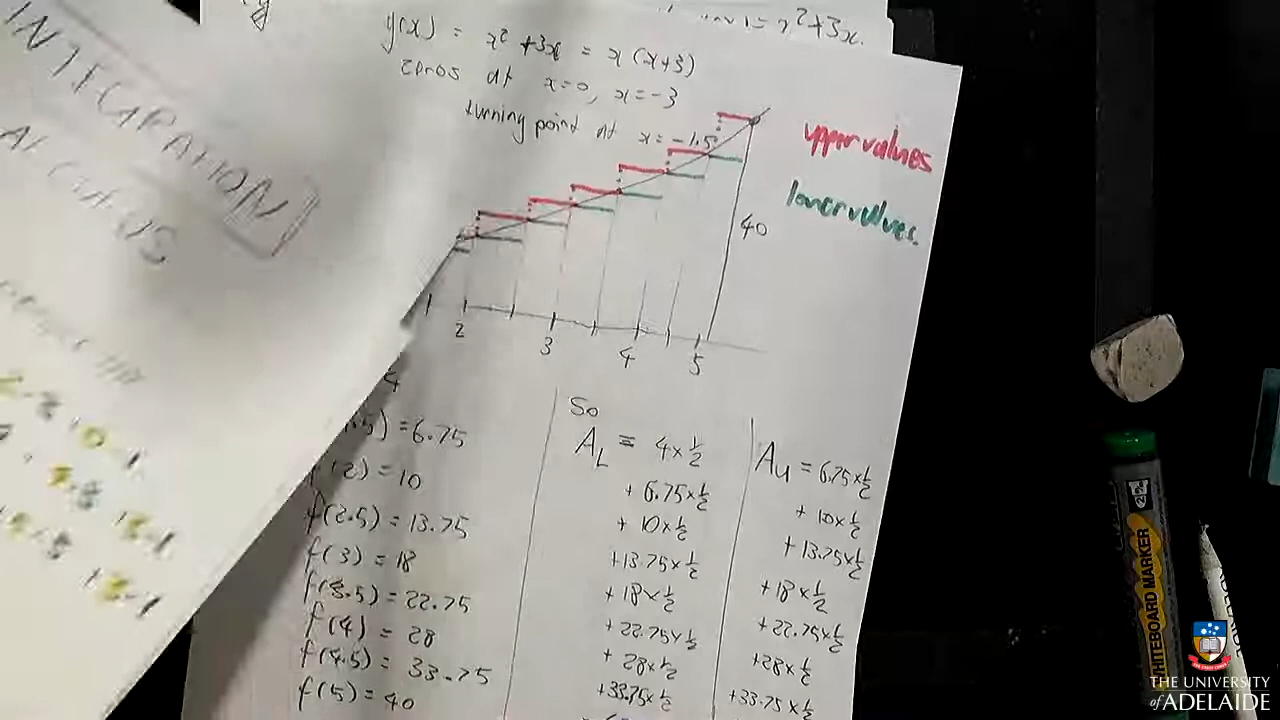 INTEGRATION
y(x) = x² + 3x = x (x+3)
zeros at x=0, x=-3
turning point at x = -1.5
upper values
lower values.
40
1 2 3 4 5
4
.5) = 6.75
f(2) = 10
f(2.5) = 13.75
f(3) = 18
f(3.5) = 22.75
f(4) = 28
f(4.5) = 33.75
f(5) = 40
So
A_L = 4 × 1/2
+ 6.75 × 1/2
+ 10 × 1/2
+ 13.75 × 1/2
+ 18 × 1/2
+ 22.75 × 1/2
+ 28 × 1/2
+ 33.75 × 1/2
A_U = 6.75 × 1/2
+ 10 × 1/2
+ 13.75 × 1/2
+ 18 × 1/2
+ 22.75 × 1/2
+ 28 × 1/2
+ 33.75 × 1/2
WHITEBOARD MARKER
THE UNIVERSITY
of ADELAIDE